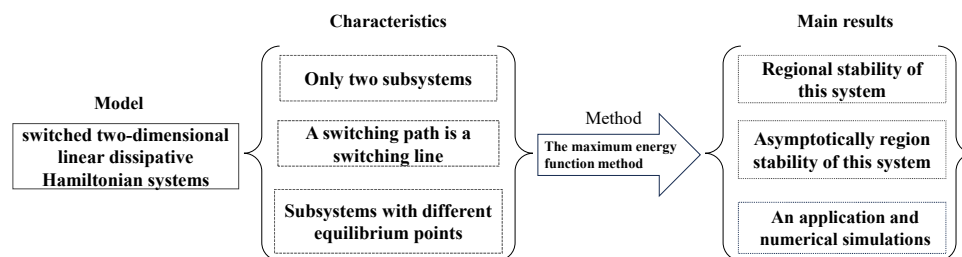 Model
switched two-dimensional
linear dissipative
Hamiltonian systems
Characteristics
Only two subsystems
A switching path is a
switching line
Subsystems with different
equilibrium points
Method
The maximum energy
function method
Main results
Regional stability of
this system
Asymptotically region
stability of this system
An application and
numerical simulations